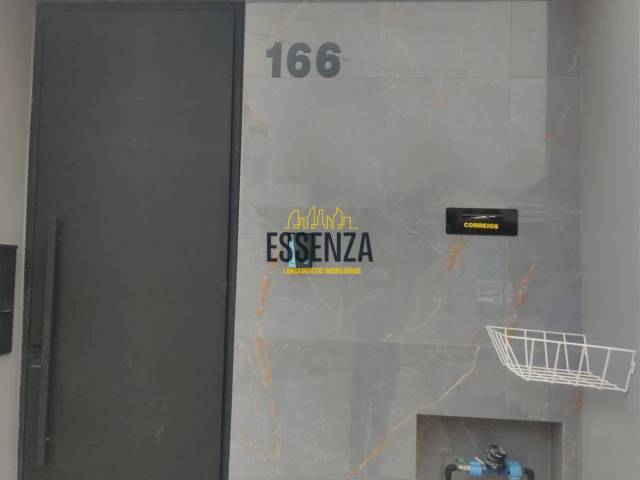 166
CORREIOS
ESSENZA
LANÇAMENTOS IMOBILIÁRIOS